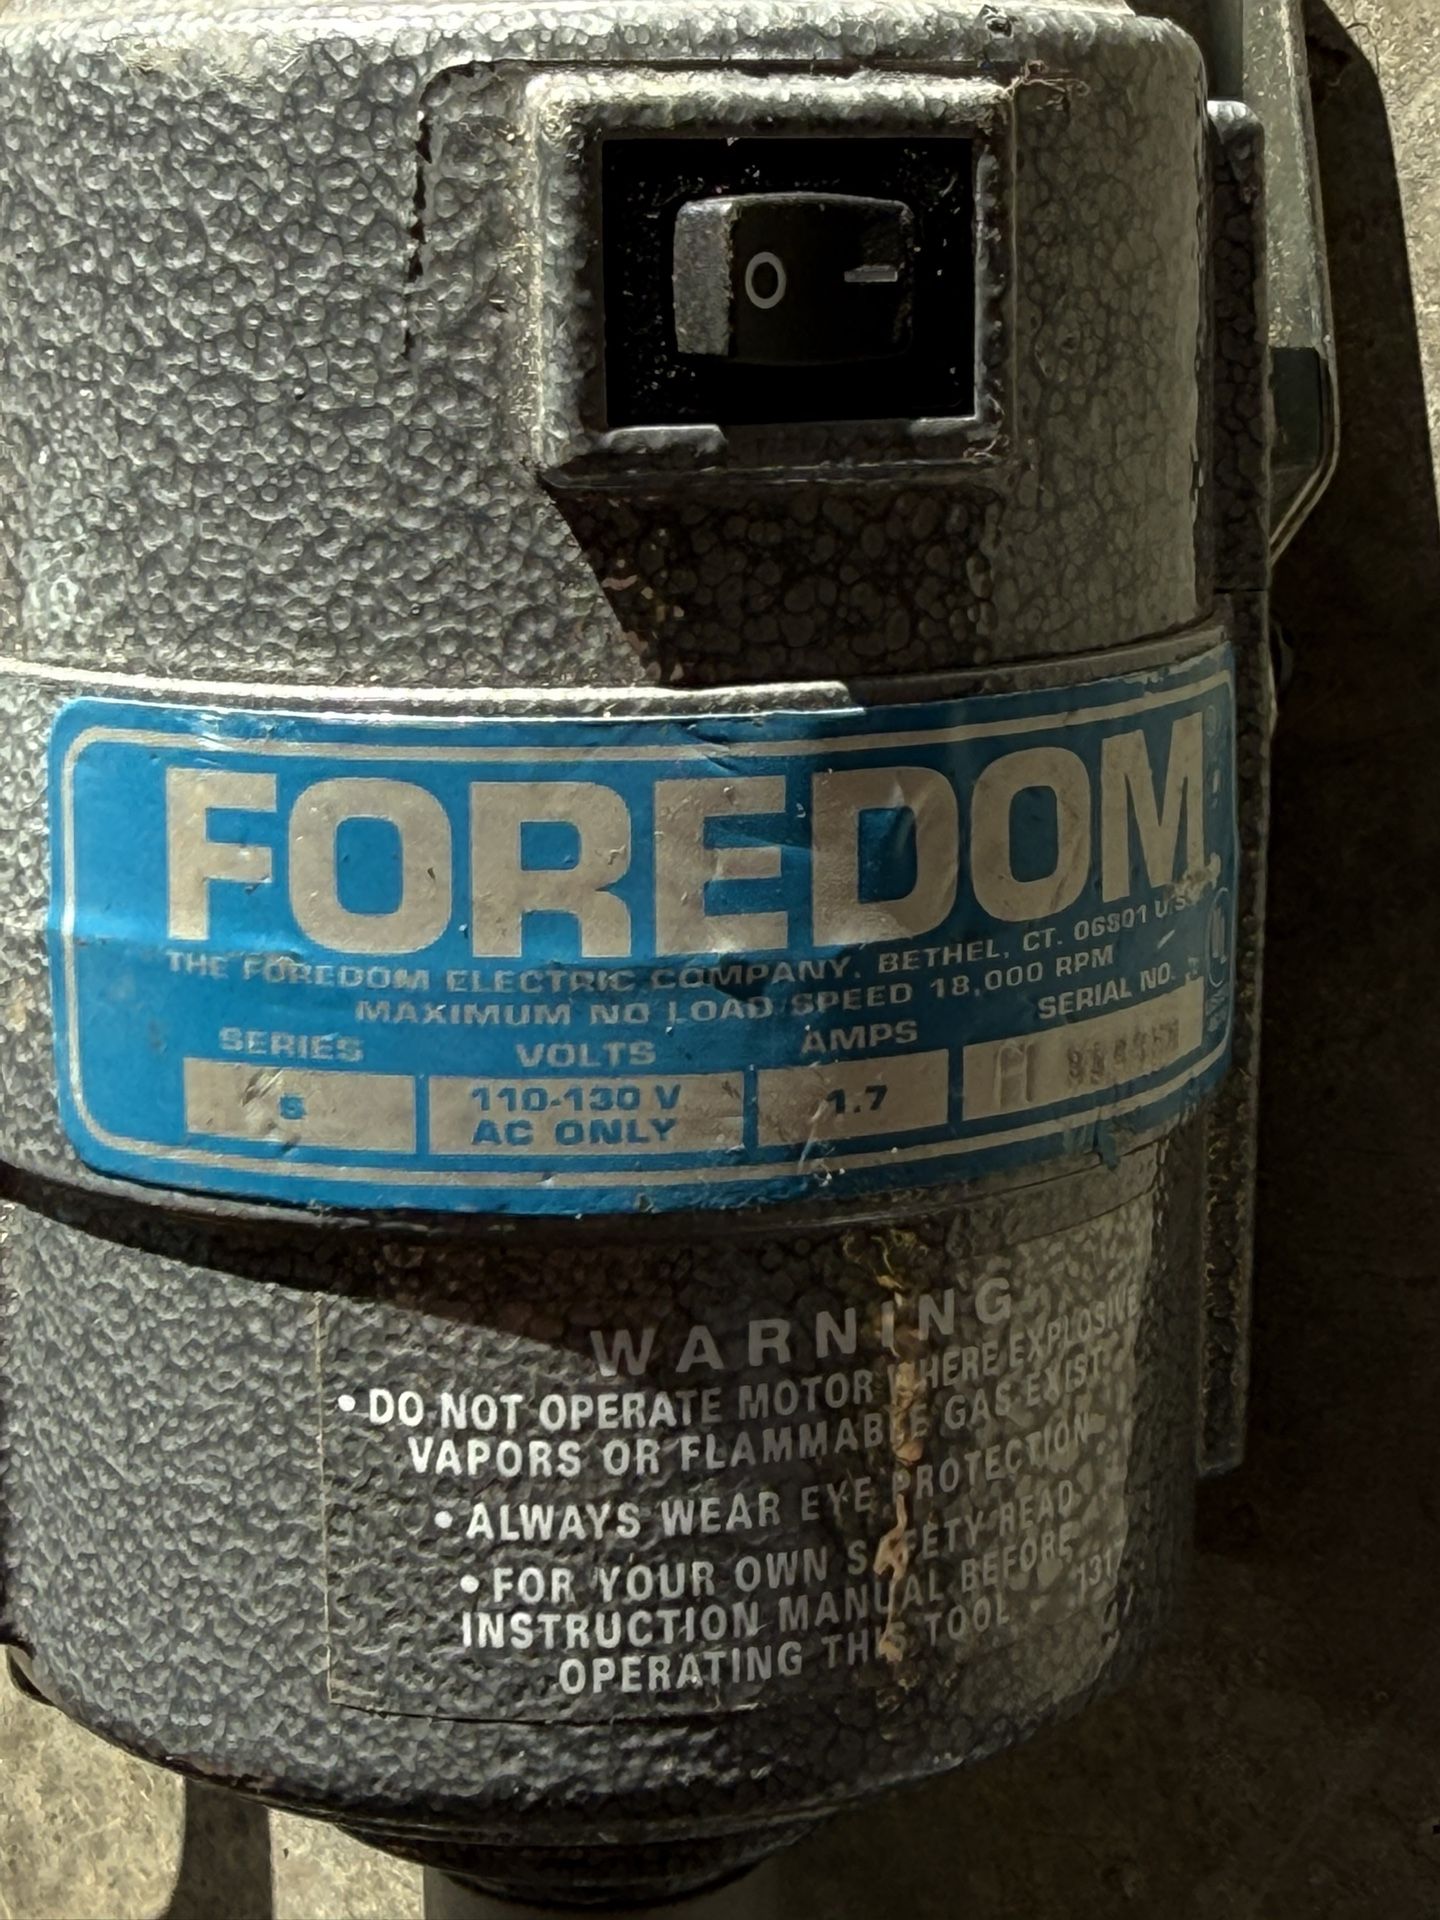 O —
FOREDOM
THE FOREDOM ELECTRIC COMPANY, BETHEL, CT. 06801 U.S.
MAXIMUM NO LOAD SPEED 18,000 RPM
SERIES VOLTS AMPS SERIAL NO.
S 110-130 V 1.7
AC ONLY
WARNING
• DO NOT OPERATE MOTOR WHERE EXPLOSIVE
VAPORS OR FLAMMABLE GAS EXIST
• ALWAYS WEAR EYE PROTECTION
• FOR YOUR OWN SAFETY READ
INSTRUCTION MANUAL BEFORE
OPERATING THIS TOOL